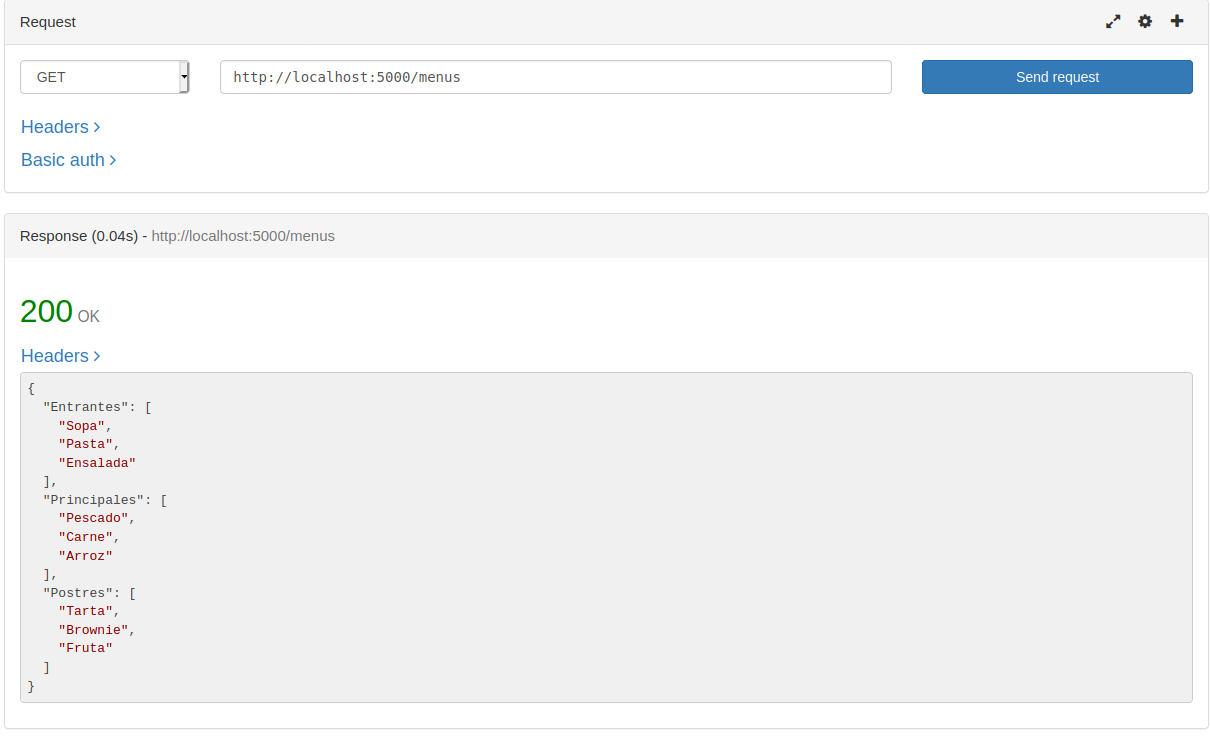 Request
GET http://localhost:5000/menus Send request
Headers
Basic auth
Response (0.04s) - http://localhost:5000/menus
200 OK
Headers
{
  "Entrantes": [
    "Sopa",
    "Pasta",
    "Ensalada"
  ],
  "Principales": [
    "Pescado",
    "Carne",
    "Arroz"
  ],
  "Postres": [
    "Tarta",
    "Brownie",
    "Fruta"
  ]
}